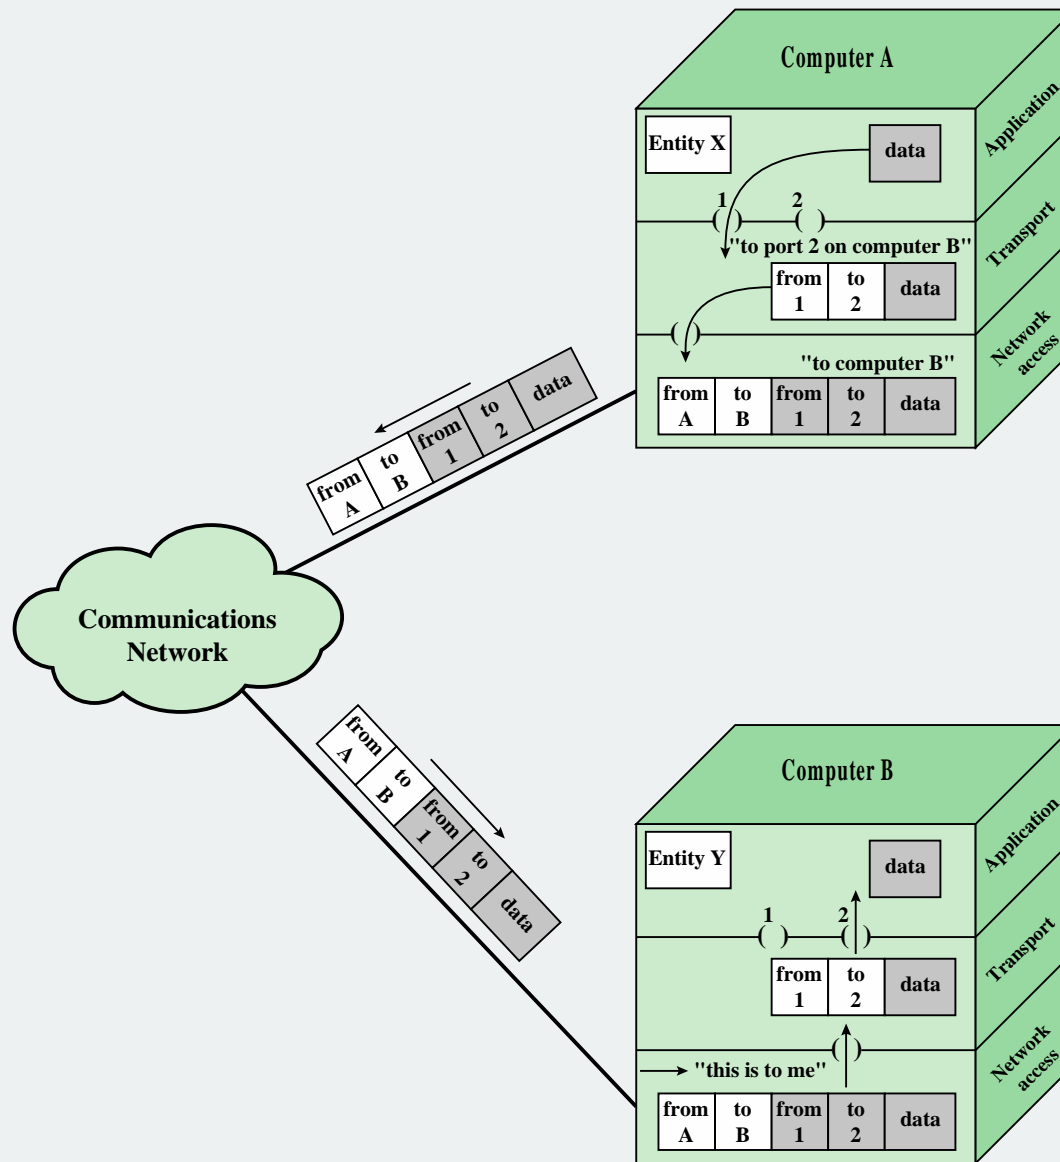 Computer A
Application
Entity X
data
1
2
Transport
"to port 2 on computer B"
from
1
to
2
data
Network
access
"to computer B"
from
A
to
B
from
1
to
2
data
from
A
to
B
from
1
to
2
data
Communications
Network
from
A
to
B
from
1
to
2
data
Computer B
Application
Entity Y
data
1
2
Transport
from
1
to
2
data
Network
access
"this is to me"
from
A
to
B
from
1
to
2
data